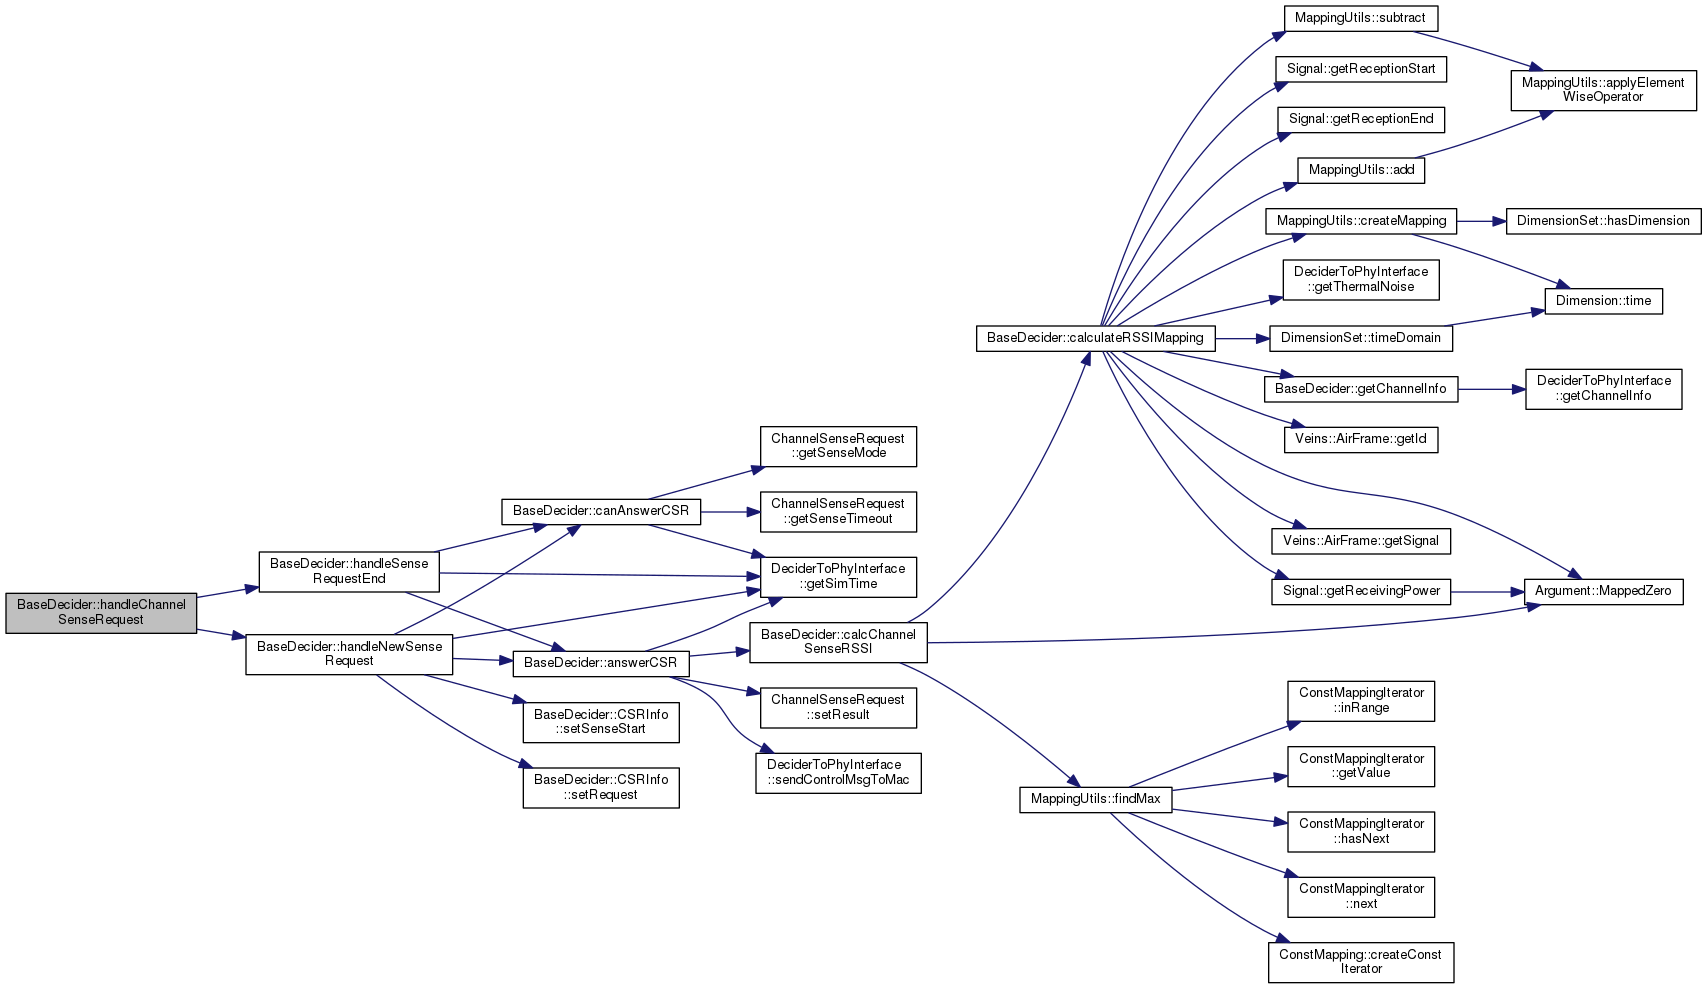 BaseDecider::handleChannel
SenseRequest
BaseDecider::handleSense
RequestEnd
BaseDecider::handleNewSense
Request
BaseDecider::canAnswerCSR
BaseDecider::answerCSR
BaseDecider::CSRInfo
::setSenseStart
BaseDecider::CSRInfo
::setRequest
ChannelSenseRequest
::getSenseMode
ChannelSenseRequest
::getSenseTimeout
DeciderToPhyInterface
::getSimTime
BaseDecider::calcChannel
SenseRSSI
ChannelSenseRequest
::setResult
DeciderToPhyInterface
::sendControlMsgToMac
BaseDecider::calculateRSSIMapping
MappingUtils::findMax
MappingUtils::subtract
Signal::getReceptionStart
Signal::getReceptionEnd
MappingUtils::add
MappingUtils::createMapping
DeciderToPhyInterface
::getThermalNoise
DimensionSet::timeDomain
BaseDecider::getChannelInfo
Veins::AirFrame::getId
Veins::AirFrame::getSignal
Signal::getReceivingPower
ConstMappingIterator
::inRange
ConstMappingIterator
::getValue
ConstMappingIterator
::hasNext
ConstMappingIterator
::next
ConstMapping::createConst
Iterator
MappingUtils::applyElement
WiseOperator
DimensionSet::hasDimension
Dimension::time
DeciderToPhyInterface
::getChannelInfo
Argument::MappedZero